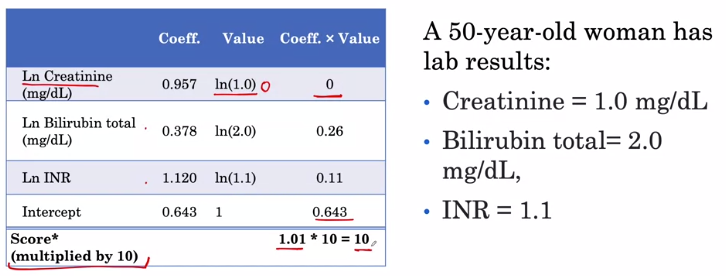 Coeff. Value Coeff. × Value
Ln Creatinine
(mg/dL) 0.957 ln(1.0) 0 0
Ln Bilirubin total
(mg/dL) 0.378 ln(2.0) 0.26
Ln INR 1.120 ln(1.1) 0.11
Intercept 0.643 1 0.643
Score*
(multiplied by 10) 1.01 * 10 = 10
A 50-year-old woman has
lab results:
• Creatinine = 1.0 mg/dL
• Bilirubin total= 2.0
mg/dL,
• INR = 1.1